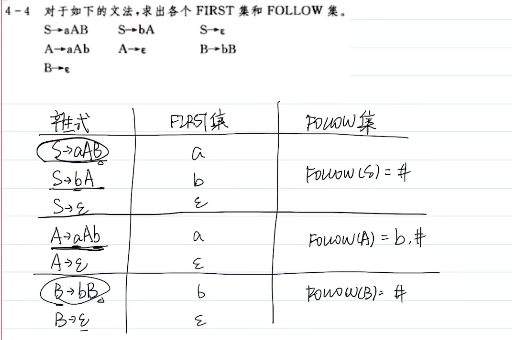 4-4 对于如下的文法,求出各个 FIRST 集和 FOLLOW 集。
S→aAB S→bA S→ε
A→aAb A→ε B→bB
B→ε
产生式 FIRST集 FOLLOW集
S→aAB a
S→bA b FOLLOW(S) = #
S→ε ε
A→aAb a FOLLOW(A) = b,#
A→ε ε
B→bB b FOLLOW(B) = #
B→ε ε